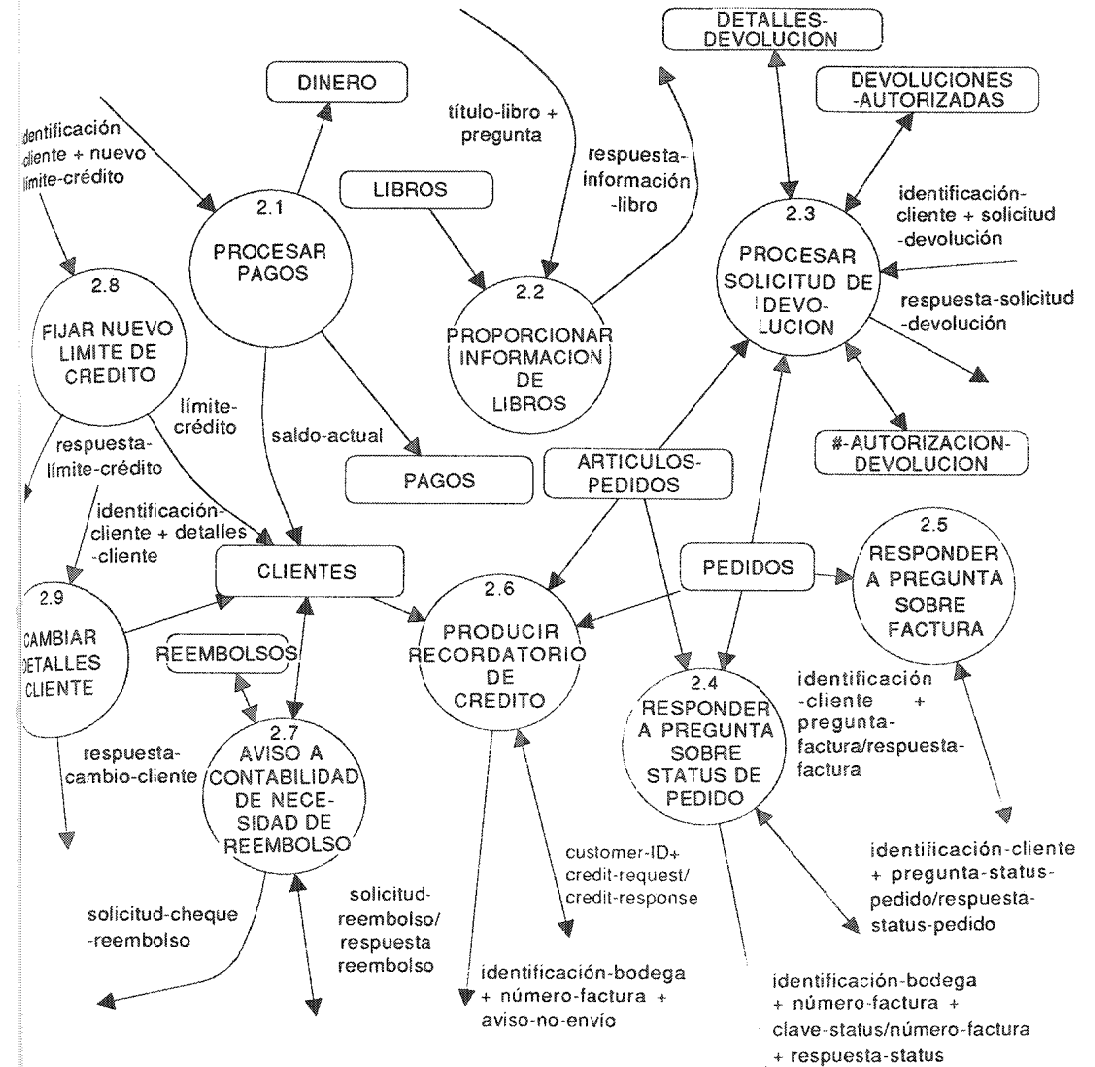 DETALLES-
DEVOLUCION
DINERO
DEVOLUCIONES
-AUTORIZADAS
identificación
cliente + nuevo
límite-crédito
título-libro +
pregunta
respuesta-
información
-libro
LIBROS
identificación-
cliente + solicitud
-devolución
2.1
PROCESAR
PAGOS
2.3
PROCESAR
SOLICITUD DE
DEVO-
LUCION
2.8
FIJAR NUEVO
LIMITE DE
CREDITO
2.2
PROPORCIONAR
INFORMACION
DE
LIBROS
respuesta-solicitud
-devolución
límite-
crédito
saldo-actual
respuesta-
límite-crédito
PAGOS
ARTICULOS-
PEDIDOS
#-AUTORIZACION-
DEVOLUCION
identificación-
cliente + detalles
-cliente
CLIENTES
PEDIDOS
2.5
RESPONDER
A PREGUNTA
SOBRE
FACTURA
2.9
CAMBIAR
DETALLES
CLIENTE
REEMBOLSOS
2.6
PRODUCIR
RECORDATORIO
DE
CREDITO
2.4
RESPONDER
A PREGUNTA
SOBRE
STATUS DE
PEDIDO
identificación
-cliente +
pregunta-
factura/respuesta-
factura
respuesta-
cambio-cliente
2.7
AVISO A
CONTABILIDAD
DE NECE-
SIDAD DE
REEMBOLSO
customer-ID+
credit-request/
credit-response
identificación-cliente
+ pregunta-status-
pedido/respuesta-
status-pedido
solicitud-cheque
-reembolso
solicitud-
reembolso/
respuesta
reembolso
identificación-bodega
+ número-factura +
aviso-no-envío
identificación-bodega
+ número-factura +
clave-status/número-factura
+ respuesta-status